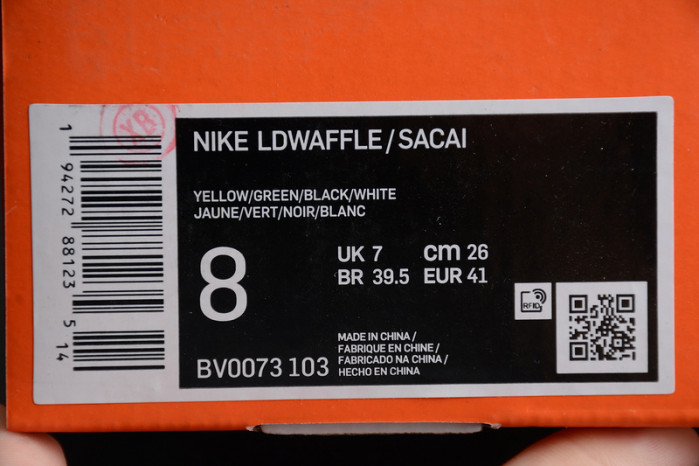 NIKE LDWAFFLE/SACAI
YELLOW/GREEN/BLACK/WHITE
JAUNE/VERT/NOIR/BLANC
8
UK 7 cm 26
BR 39.5 EUR 41
RFID
BV0073 103
MADE IN CHINA/
FABRIQUE EN CHINE/
FABRICADO NA CHINA/
HECHO EN CHINA
1 94272 88123 5 14
XB